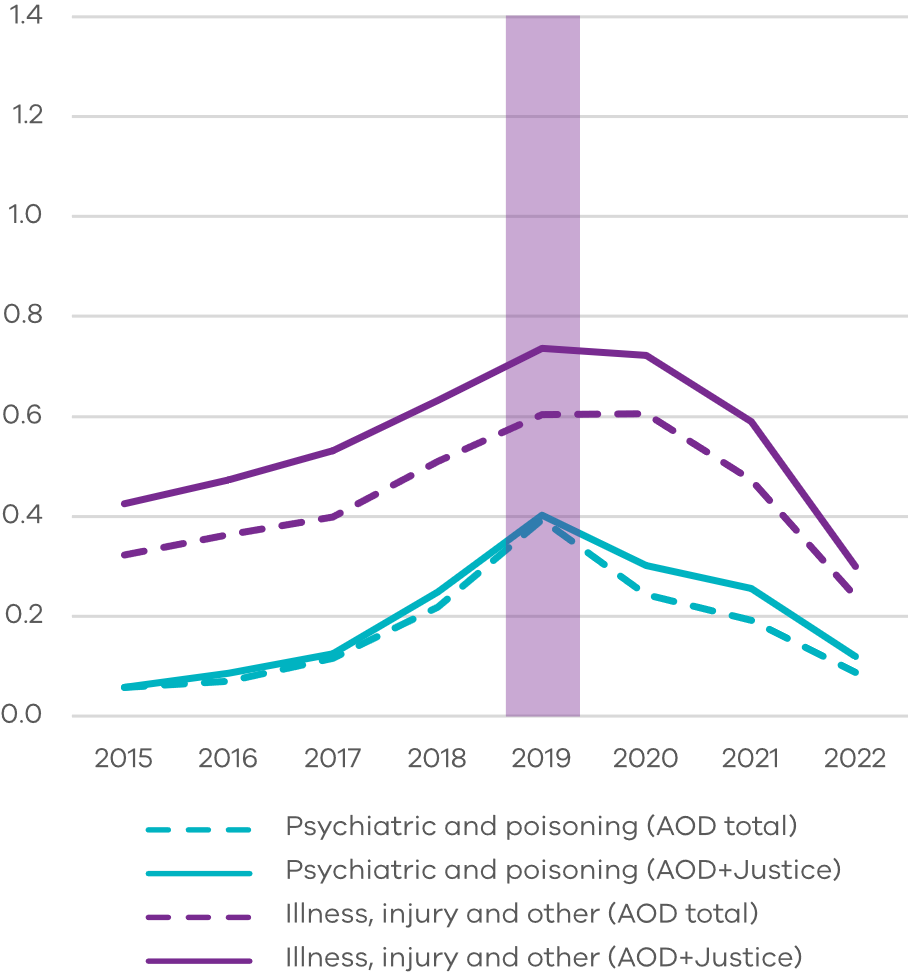 1.4
1.2
1.0
0.8
0.6
0.4
0.2
0.0
2015 2016 2017 2018 2019 2020 2021 2022
Psychiatric and poisoning (AOD total)
Psychiatric and poisoning (AOD+Justice)
Illness, injury and other (AOD total)
Illness, injury and other (AOD+Justice)